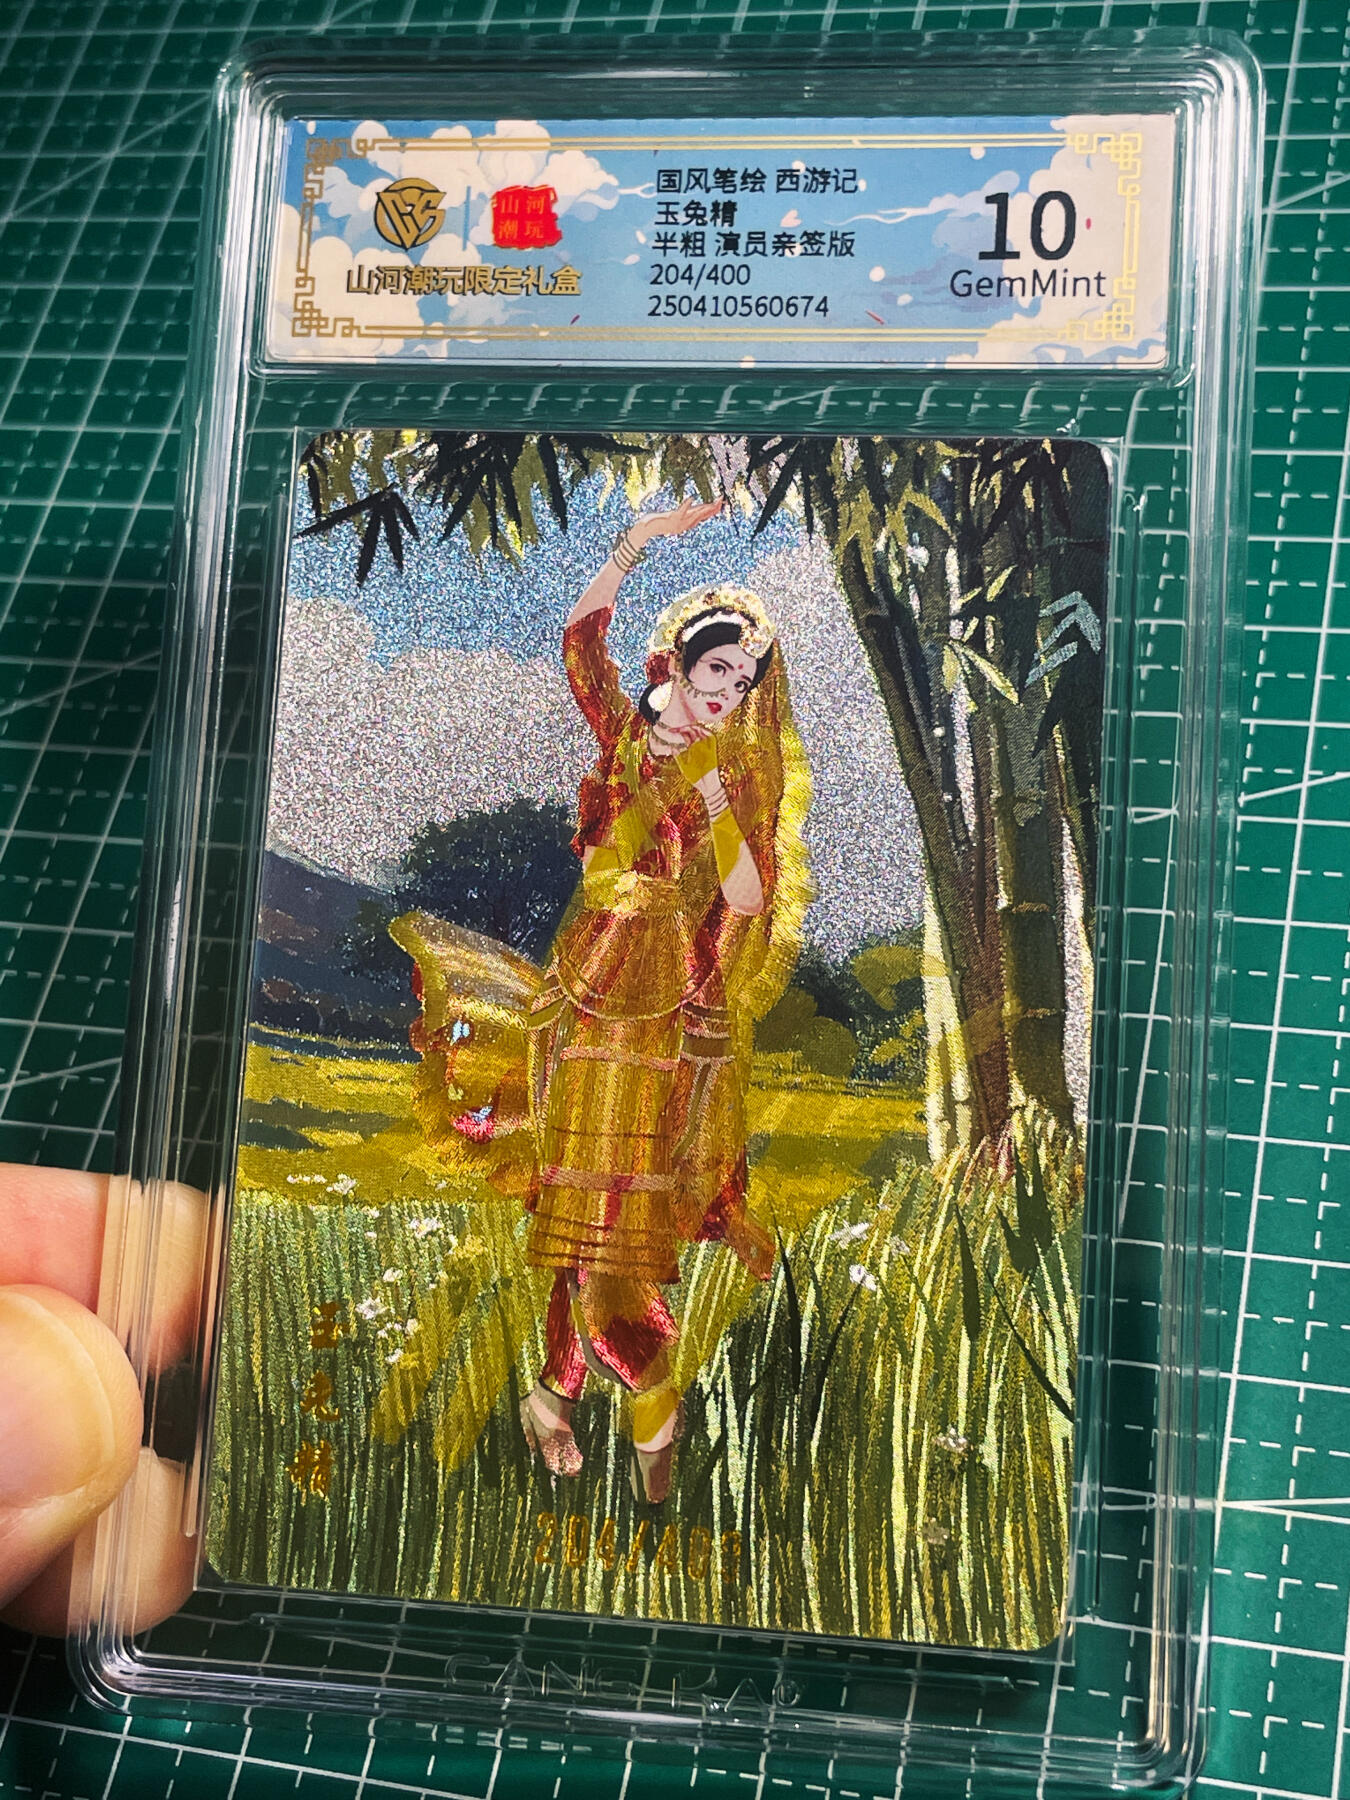 山河
潮玩
山河潮玩限定礼盒
国风笔绘 西游记
玉兔精
半粗 演员亲签版
204/400
250410560674
10
GemMint
玉兔精
204/400